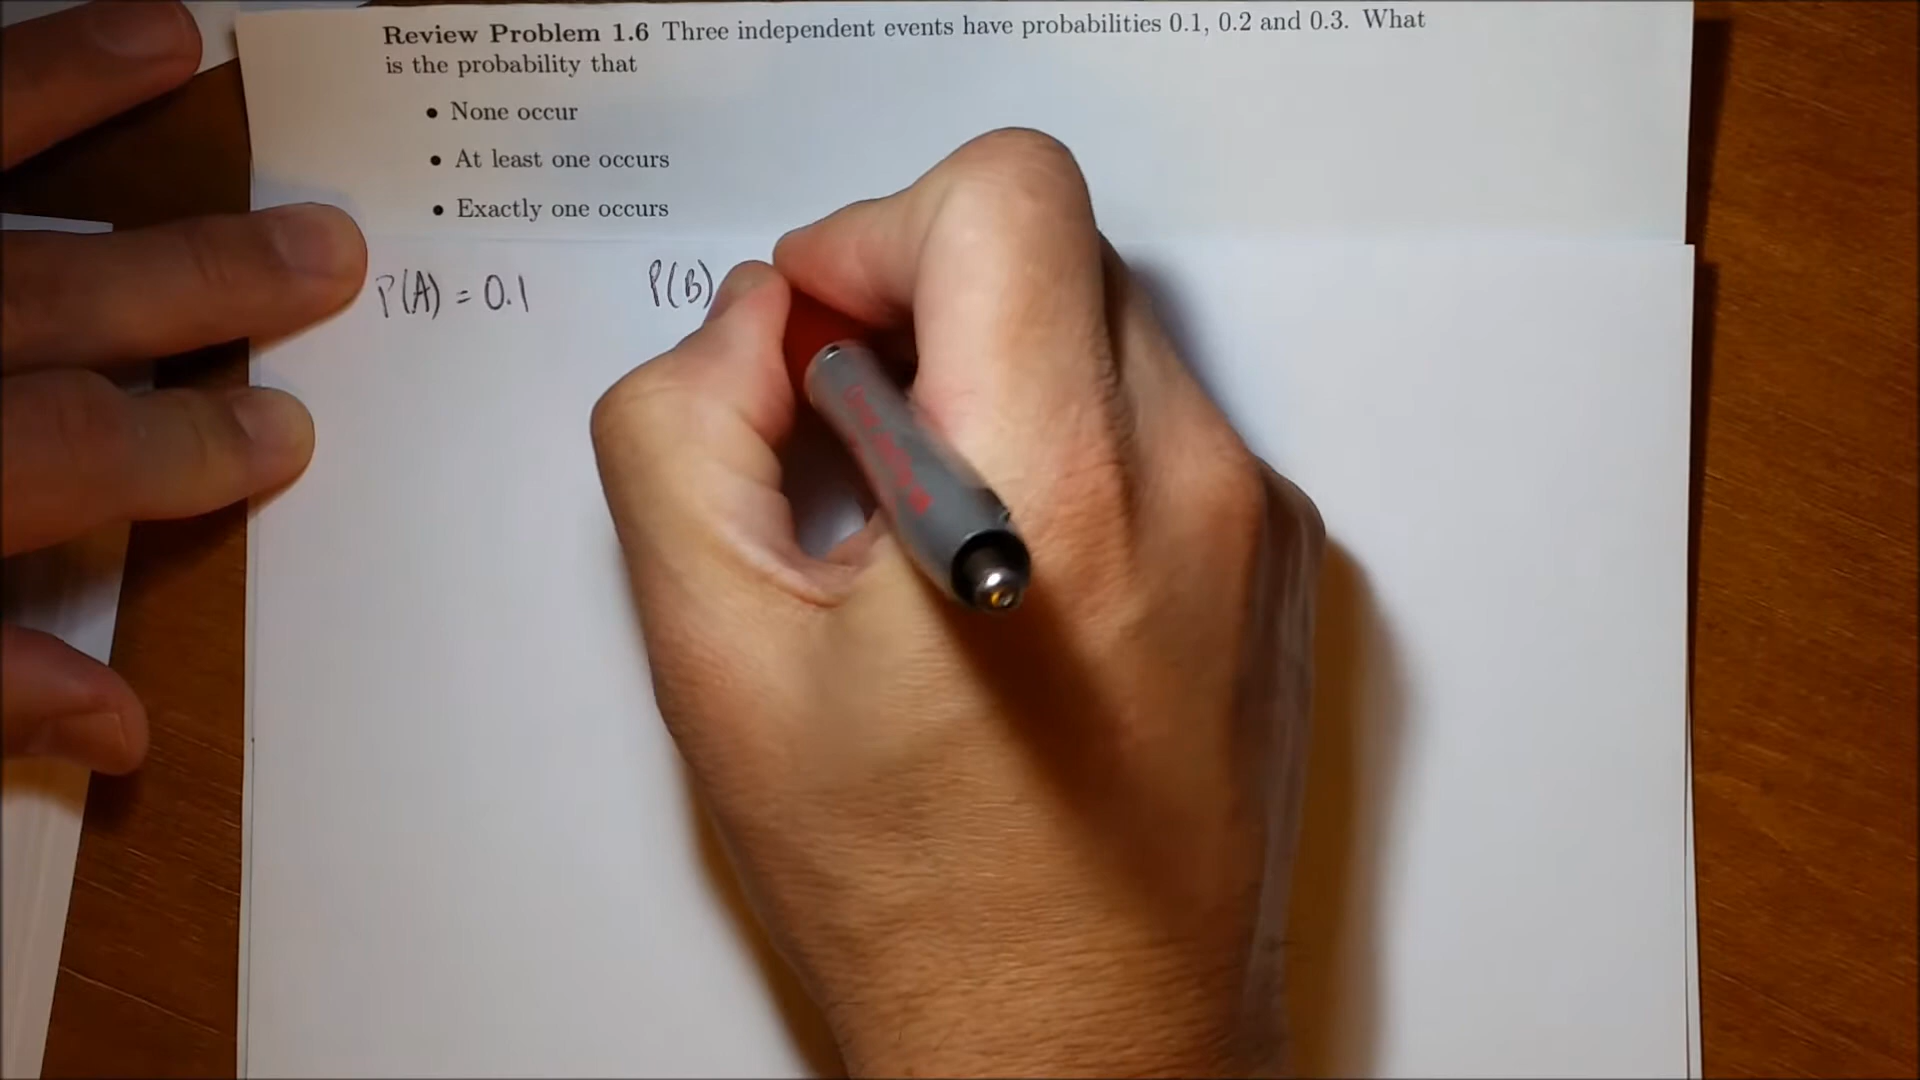 Review Problem 1.6 Three independent events have probabilities 0.1, 0.2 and 0.3. What
is the probability that
• None occur
• At least one occurs
• Exactly one occurs
P(A) = 0.1 P(B)